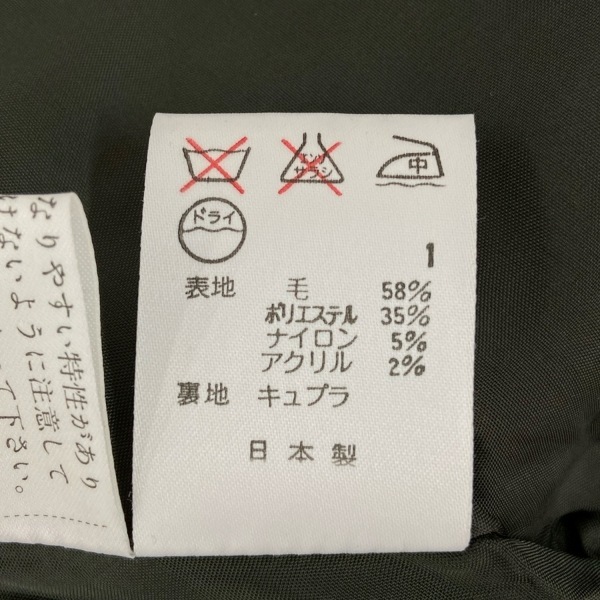 エンソ
サラシ
中
ドライ
1
表地 毛 58%
ポリエステル 35%
ナイロン 5%
アクリル 2%
裏地 キュプラ
日本製
なりやすい特性があり
はないように注意して
て下さい。